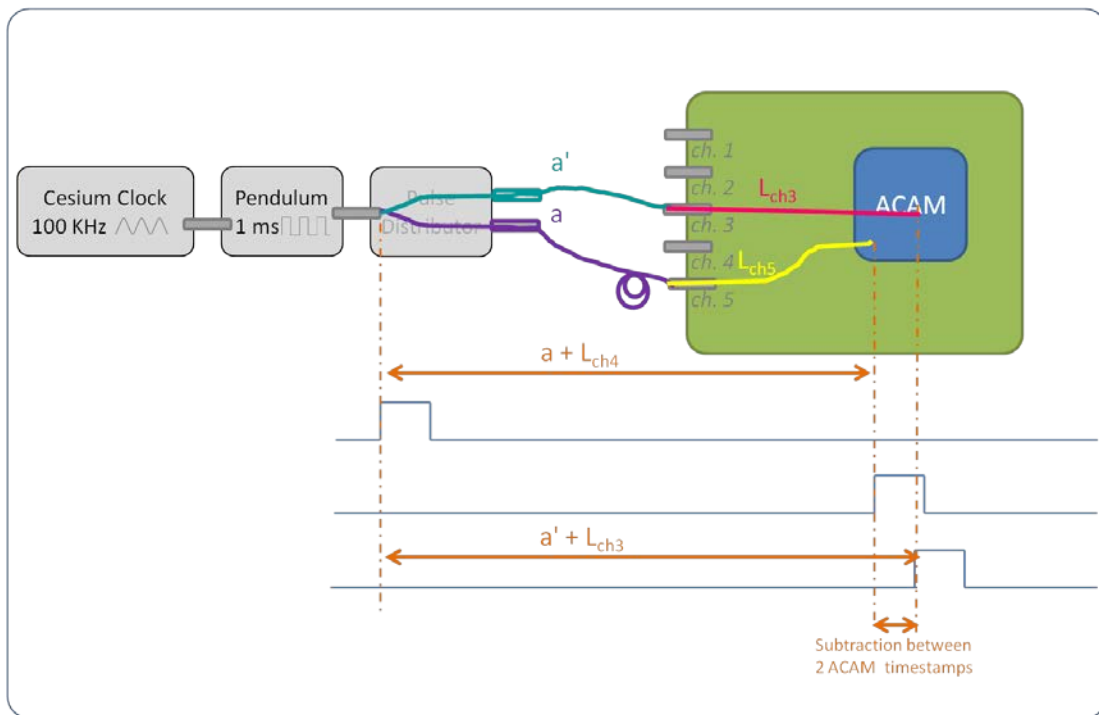 Cesium Clock
100 KHz
Pendulum
1 ms
Pulse
Distributor
a'
a
ch. 1
ch. 2
ch. 3
ch. 4
ch. 5
Lch3
Lch5
ACAM
a + Lch4
a' + Lch3
Subtraction between
2 ACAM timestamps